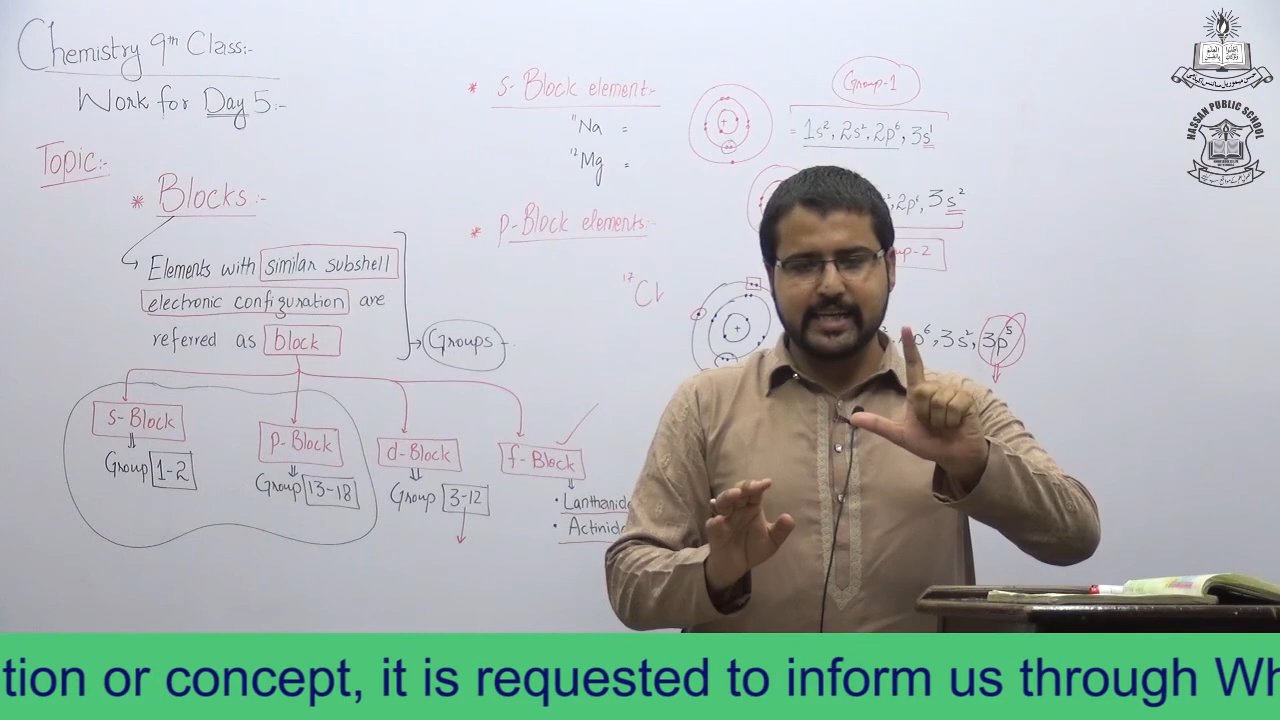 Chemistry 9th Class:-
Work for Day 5:-
Topic:-
* Blocks :-
Elements with similar subshell
electronic configuration are
referred as block
Groups
s-Block
Group 1-2
p-Block
Group 13-18
d-Block
Group 3-12
f-Block
• Lanthanide
• Actinide
* s-Block element:-
Group-1
11Na =
= 1s², 2s², 2p⁶, 3s¹
12Mg =
2p⁶, 3s²
* p-Block elements:-
17Cl
⁶, 3s², 3p⁵
HASSAN PUBLIC SCHOOL
tion or concept, it is requested to inform us through Wh